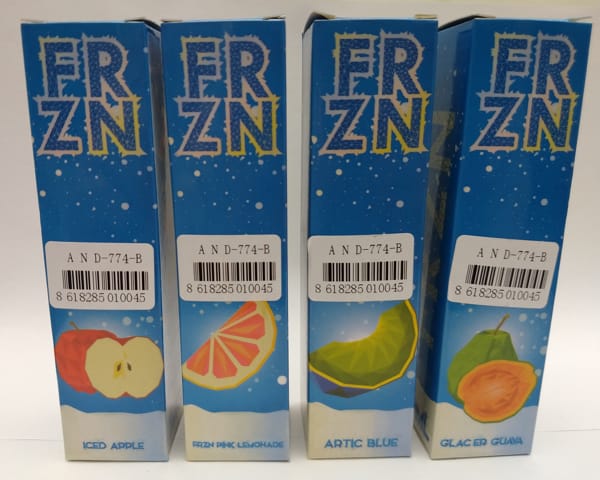 FR
ZN
A N D-774-B
8 618285 010045
ICED APPLE
FR
ZN
A N D-774-B
8 618285 010045
FRZN PINK LEMONADE
FR
ZN
A N D-774-B
8 618285 010045
ARTIC BLUE
FR
ZN
A N D-774-B
8 618285 010045
GLACER GUAVA